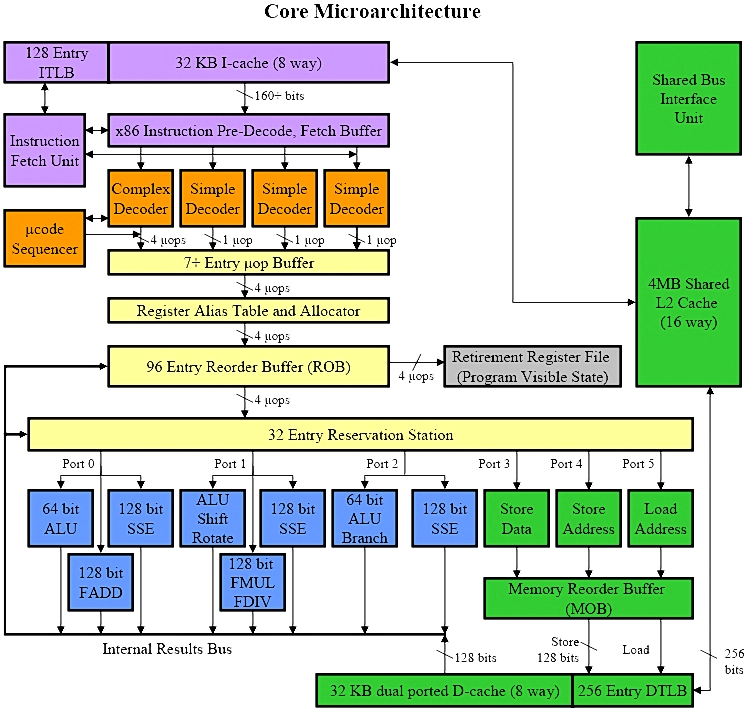 Core Microarchitecture
128 Entry
ITLB
32 KB I-cache (8 way)
160+ bits
Shared Bus
Interface
Unit
Instruction
Fetch Unit
x86 Instruction Pre-Decode, Fetch Buffer
Complex
Decoder
Simple
Decoder
Simple
Decoder
Simple
Decoder
µcode
Sequencer
4 µops
1 µop
1 µop
1 µop
7+ Entry µop Buffer
4 µops
Register Alias Table and Allocator
4 µops
4MB Shared
L2 Cache
(16 way)
96 Entry Reorder Buffer (ROB)
4 µops
Retirement Register File
(Program Visible State)
4 µops
32 Entry Reservation Station
Port 0
Port 1
Port 2
Port 3
Port 4
Port 5
64 bit
ALU
128 bit
SSE
ALU
Shift
Rotate
128 bit
SSE
64 bit
ALU
Branch
128 bit
SSE
Store
Data
Store
Address
Load
Address
128 bit
FADD
128 bit
FMUL
FDIV
Memory Reorder Buffer
(MOB)
Internal Results Bus
128 bits
Store
128 bits
Load
256
bits
32 KB dual ported D-cache (8 way)
256 Entry DTLB